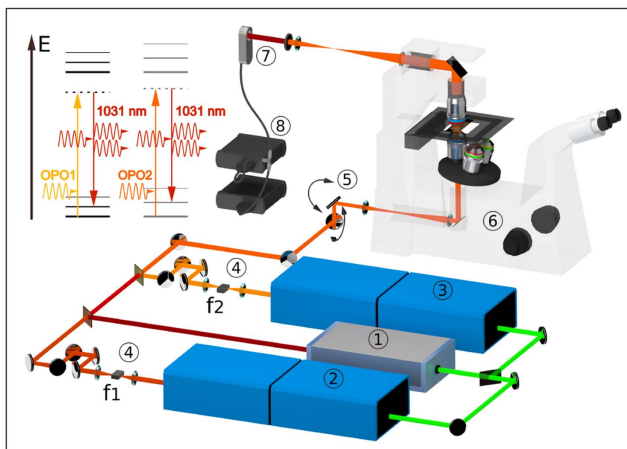 E
1031 nm
1031 nm
OPO1
OPO2
⑦
⑧
⑤
⑥
④
f2
③
①
④
f1
②